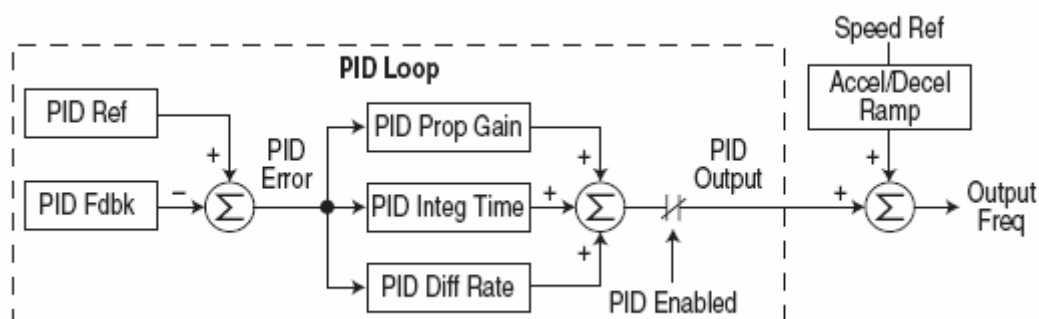 Speed Ref
PID Loop
Accel/Decel
Ramp
PID Ref
PID Prop Gain
+
PID
Error
+
PID
Output
+
PID Fdbk
−
Σ
PID Integ Time
+
Σ
+
Σ
Output
Freq
+
PID Diff Rate
PID Enabled